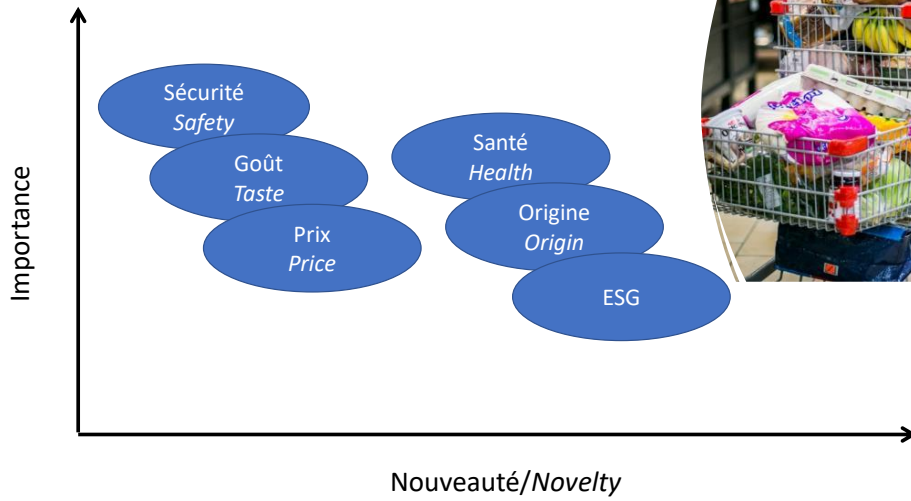 Sécurité
Safety
Goût
Taste
Prix
Price
Santé
Health
Origine
Origin
ESG
Importance
Nouveauté/Novelty